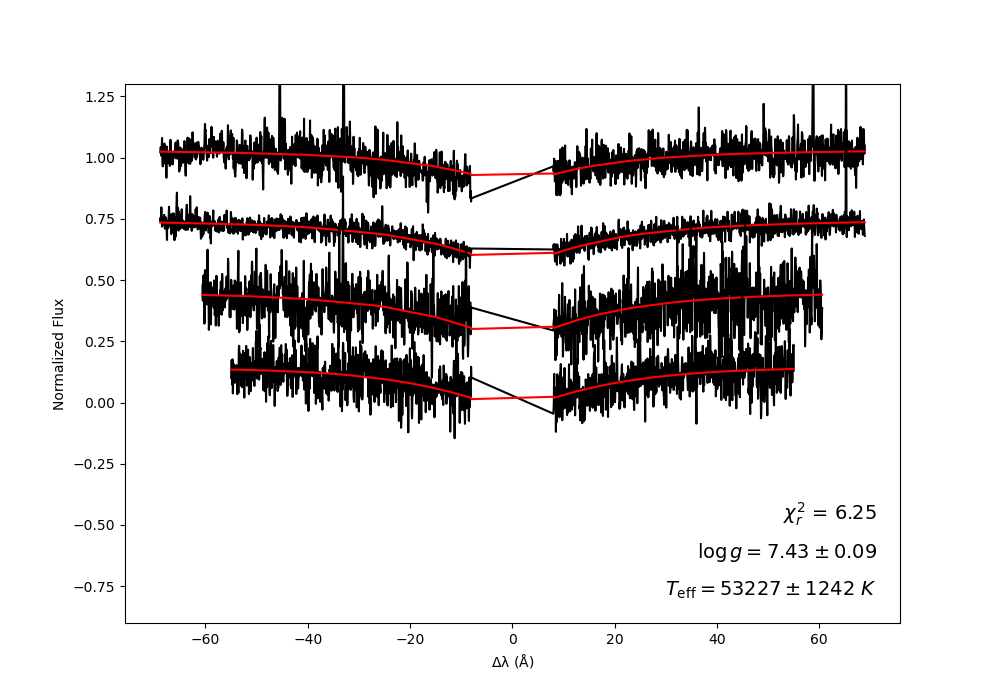 1.25
1.00
0.75
0.50
0.25
0.00
−0.25
−0.50
−0.75
Normalized Flux
χ²ᵣ = 6.25
log g = 7.43 ± 0.09
T_eff = 53227 ± 1242 K
−60 −40 −20 0 20 40 60
Δλ (Å)